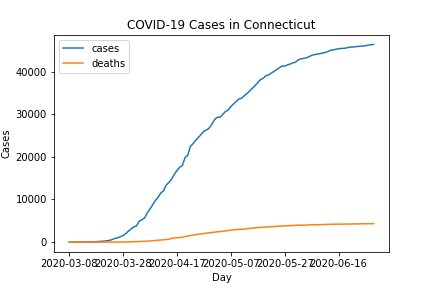 COVID-19 Cases in Connecticut
cases
deaths
40000
30000
20000
10000
0
Cases
2020-03-08 2020-03-28 2020-04-17 2020-05-07 2020-05-27 2020-06-16
Day